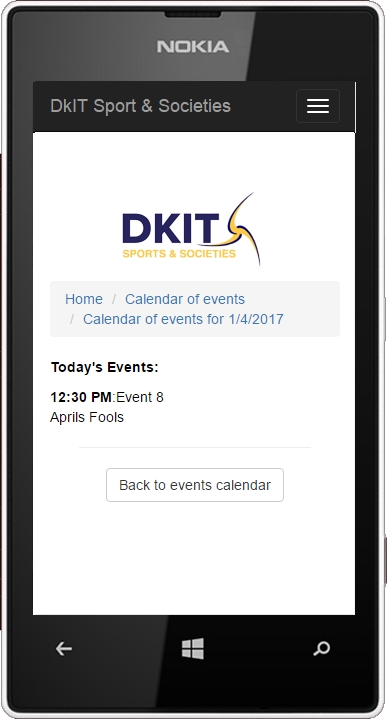 NOKIA
DkIT Sport & Societies
DKIT
SPORTS & SOCIETIES
Home / Calendar of events
/ Calendar of events for 1/4/2017
Today's Events:
12:30 PM:Event 8
Aprils Fools
Back to events calendar